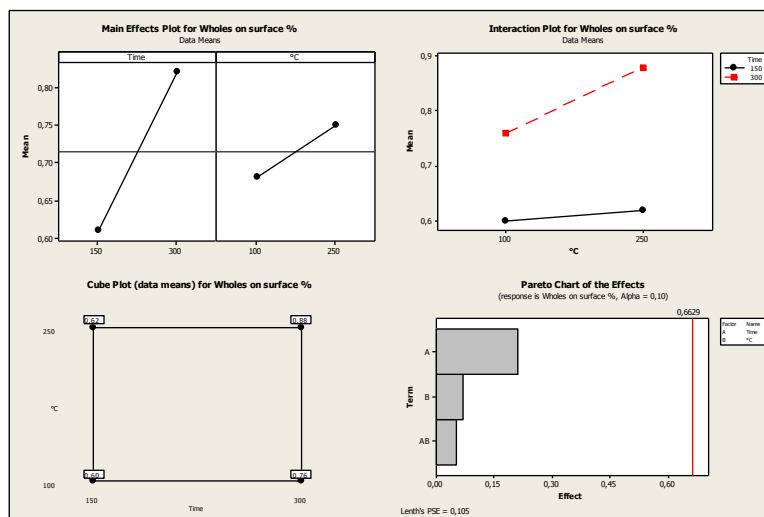 Main Effects Plot for Wholes on surface %
Data Means
Time °C
0,80
0,75
0,70
0,65
0,60
Mean
150 300 100 250
Interaction Plot for Wholes on surface %
Data Means
0,9
0,8
0,7
0,6
Mean
100 250
°C
Time
150
300
Cube Plot (data means) for Wholes on surface %
0,62 0,88
250
°C
0,60 0,76
100
150 300
Time
Pareto Chart of the Effects
(response is Wholes on surface %, Alpha = 0,10)
0,6629
Factor Name
A Time
B °C
Term
A
B
AB
0,00 0,15 0,30 0,45 0,60
Effect
Lenth's PSE = 0,105